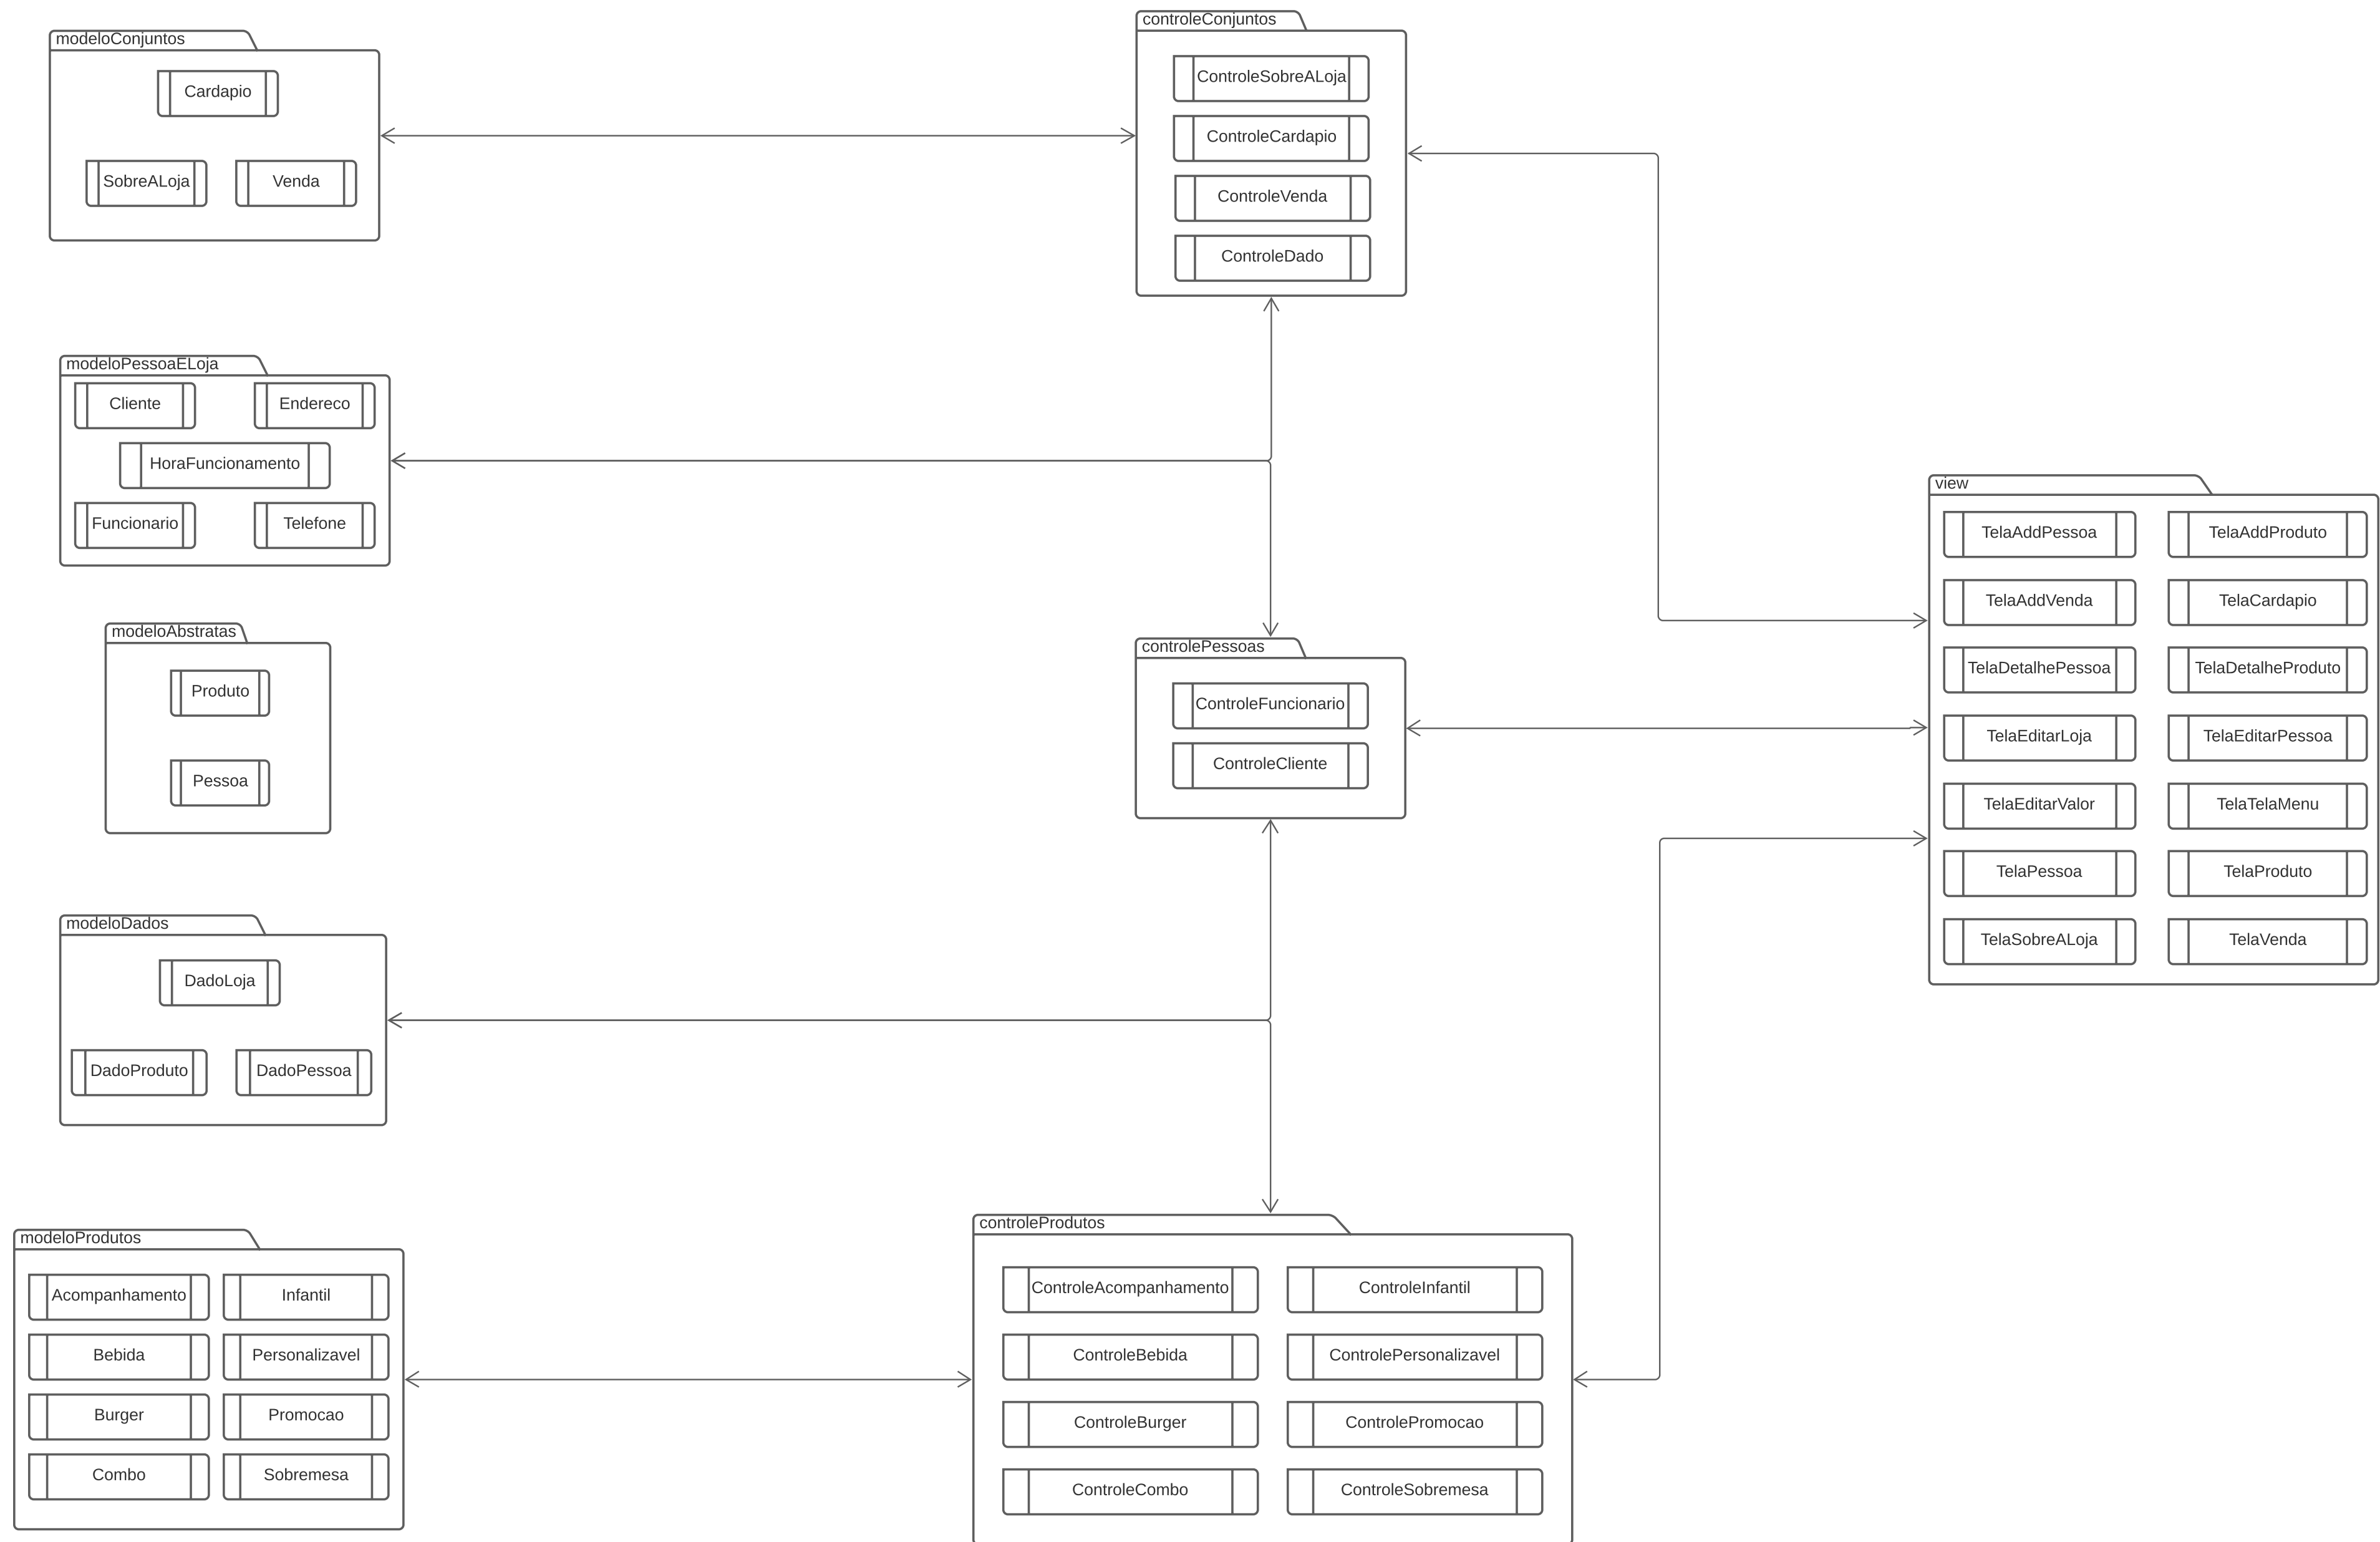 modeloConjuntos
Cardapio
SobreALoja
Venda
modeloPessoaELoja
Cliente
Endereco
HoraFuncionamento
Funcionario
Telefone
modeloAbstratas
Produto
Pessoa
modeloDados
DadoLoja
DadoProduto
DadoPessoa
modeloProdutos
Acompanhamento
Infantil
Bebida
Personalizavel
Burger
Promocao
Combo
Sobremesa
controleConjuntos
ControleSobreALoja
ControleCardapio
ControleVenda
ControleDado
controlePessoas
ControleFuncionario
ControleCliente
controleProdutos
ControleAcompanhamento
ControleInfantil
ControleBebida
ControlePersonalizavel
ControleBurger
ControlePromocao
ControleCombo
ControleSobremesa
view
TelaAddPessoa
TelaAddProduto
TelaAddVenda
TelaCardapio
TelaDetalhePessoa
TelaDetalheProduto
TelaEditarLoja
TelaEditarPessoa
TelaEditarValor
TelaTelaMenu
TelaPessoa
TelaProduto
TelaSobreALoja
TelaVenda